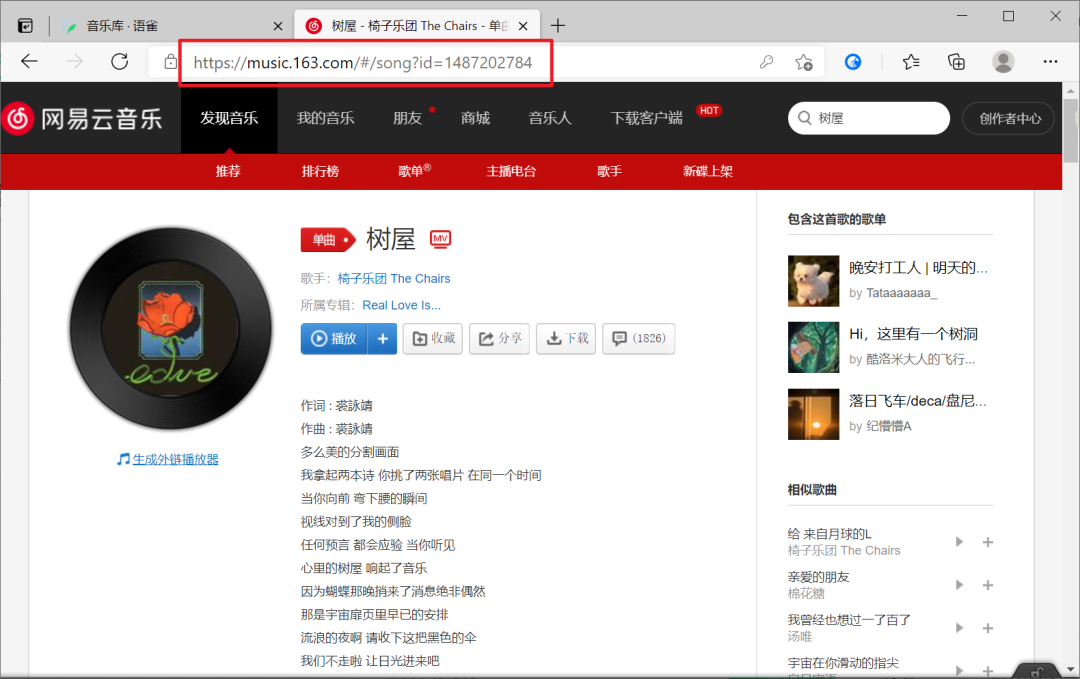 音乐库 · 语雀
树屋 - 椅子乐团 The Chairs - 单曲
https://music.163.com/#/song?id=1487202784
网易云音乐
发现音乐
我的音乐
朋友
商城
音乐人
下载客户端
HOT
树屋
创作者中心
推荐
排行榜
歌单®
主播电台
歌手
新碟上架
Love
生成外链播放器
单曲
树屋
MV
歌手：椅子乐团 The Chairs
所属专辑：Real Love Is...
播放
+
收藏
分享
下载
(1826)
作词 : 裘詠靖
作曲 : 裘詠靖
多么美的分割画面
我拿起两本诗 你挑了两张唱片 在同一个时间
当你向前 弯下腰的瞬间
视线对到了我的侧脸
任何预言 都会应验 当你听见
心里的树屋 响起了音乐
因为蝴蝶那晚捎来了消息绝非偶然
那是宇宙扉页里早已的安排
流浪的夜啊 请收下这把黑色的伞
我们不走啦 让日光进来吧
包含这首歌的歌单
晚安打工人 | 明天的...
by Tataaaaaaa_
Hi，这里有一个树洞
by 酷洛米大人的飞行...
落日飞车/deca/盘尼...
by 纪懵懵A
相似歌曲
给 来自月球的L
椅子乐团 The Chairs
亲爱的朋友
棉花糖
我曾经也想过一了百了
汤唯
宇宙在你滑动的指尖